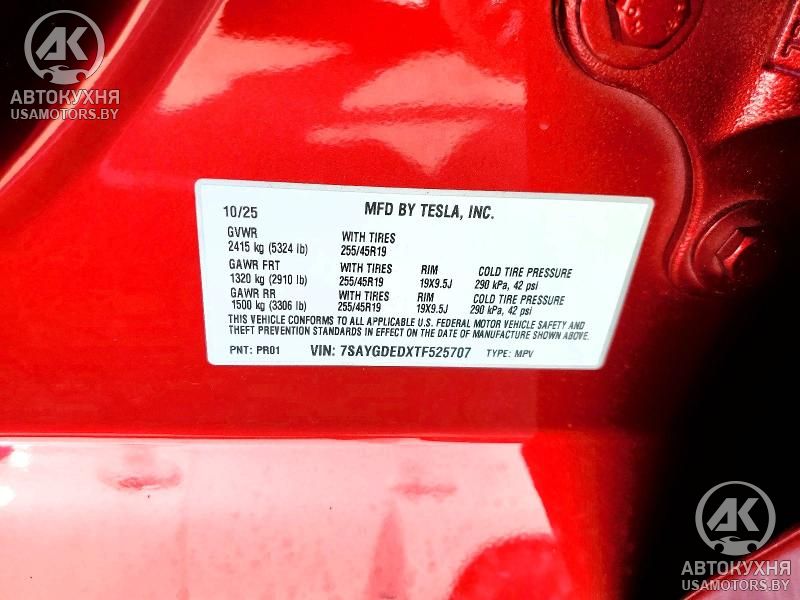 AK
АВТОКУХНЯ
USAMOTORS.BY
10/25 MFD BY TESLA, INC.
GVWR
2415 kg (5324 lb) WITH TIRES 255/45R19
GAWR FRT
1320 kg (2910 lb) WITH TIRES 255/45R19 RIM 19X9.5J COLD TIRE PRESSURE 290 kPa, 42 psi
GAWR RR
1500 kg (3306 lb) WITH TIRES 255/45R19 RIM 19X9.5J COLD TIRE PRESSURE 290 kPa, 42 psi
THIS VEHICLE CONFORMS TO ALL APPLICABLE U.S. FEDERAL MOTOR VEHICLE SAFETY AND
THEFT PREVENTION STANDARDS IN EFFECT ON THE DATE OF MANUFACTURE SHOWN ABOVE.
PNT: PR01 VIN: 7SAYGDEDXTF525707 TYPE: MPV
AK
АВТОКУХНЯ
USAMOTORS.BY